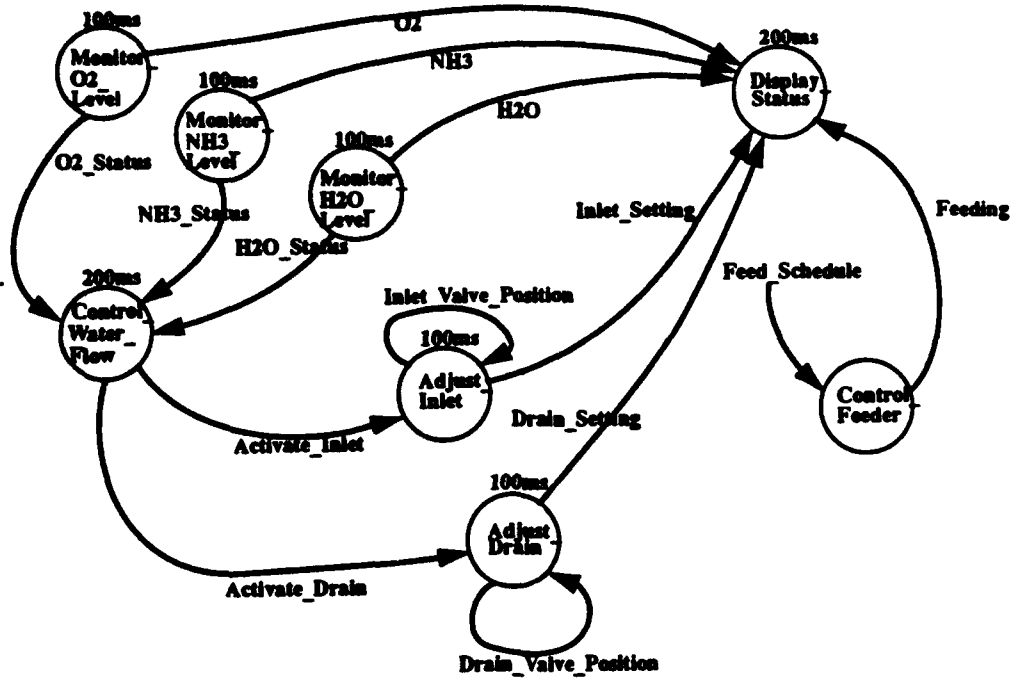 100ms
Monitor_
O2_
Level
O2
200ms
Display_
Status
NH3
100ms
Monitor_
NH3_
Level
H2O
100ms
Monitor_
H2O_
Level
O2_Status
NH3_Status
H2O_Status
Inlet_Setting
Feeding
Feed_Schedule
200ms
Control_
Water_
Flow
Inlet_Valve_Position
100ms
Adjust_
Inlet
Control_
Feeder
Drain_Setting
Activate_Inlet
100ms
Adjust_
Drain
Activate_Drain
Drain_Valve_Position